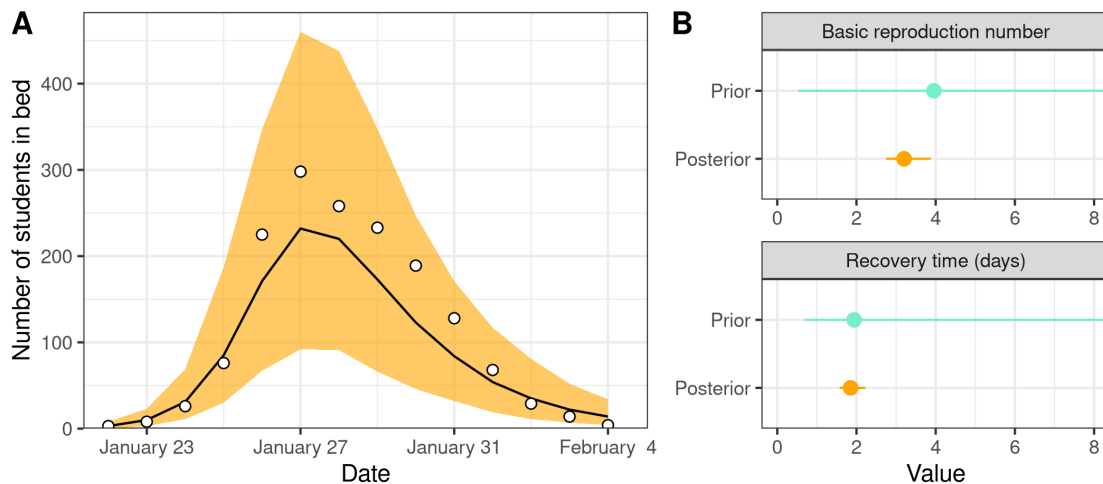 A
Number of students in bed
400
300
200
100
0
January 23
January 27
January 31
February 4
Date
B
Basic reproduction number
Prior
Posterior
0
2
4
6
8
Recovery time (days)
Prior
Posterior
0
2
4
6
8
Value